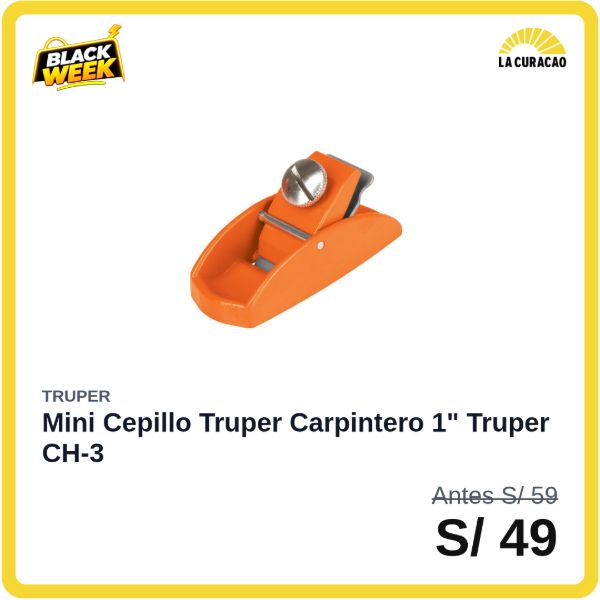 BLACK
WEEK
LA CURACAO
TRUPER
Mini Cepillo Truper Carpintero 1" Truper
CH-3
Antes S/ 59
S/ 49